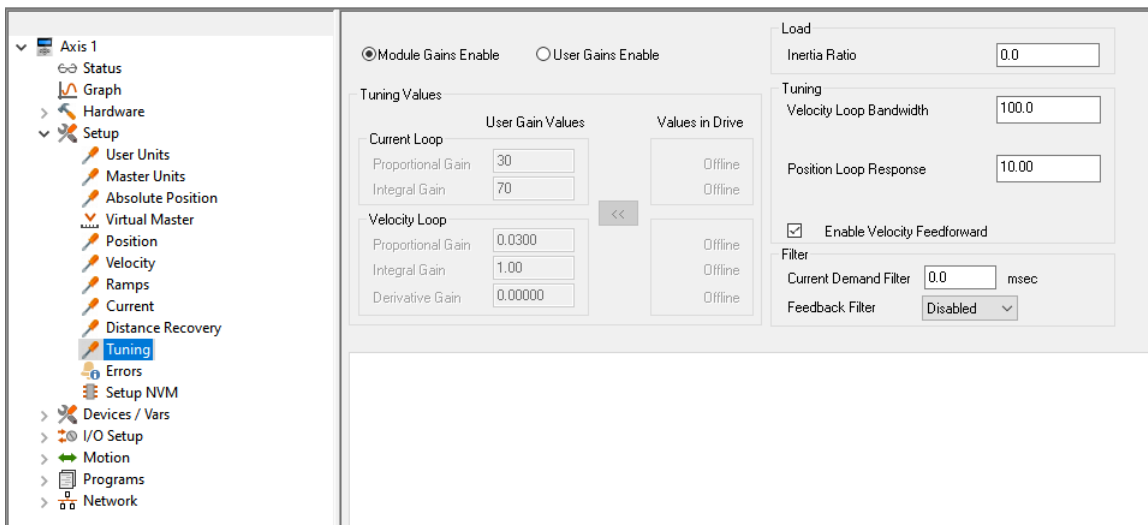 Axis 1
Status
Graph
Hardware
Setup
User Units
Master Units
Absolute Position
Virtual Master
Position
Velocity
Ramps
Current
Distance Recovery
Tuning
Errors
Setup NVM
Devices / Vars
I/O Setup
Motion
Programs
Network
Module Gains Enable User Gains Enable
Tuning Values
User Gain Values Values in Drive
Current Loop
Proportional Gain 30 Offline
Integral Gain 70 Offline
<<
Velocity Loop
Proportional Gain 0.0300 Offline
Integral Gain 1.00 Offline
Derivative Gain 0.00000 Offline
Load
Inertia Ratio 0.0
Tuning
Velocity Loop Bandwidth 100.0
Position Loop Response 10.00
Enable Velocity Feedforward
Filter
Current Demand Filter 0.0 msec
Feedback Filter Disabled